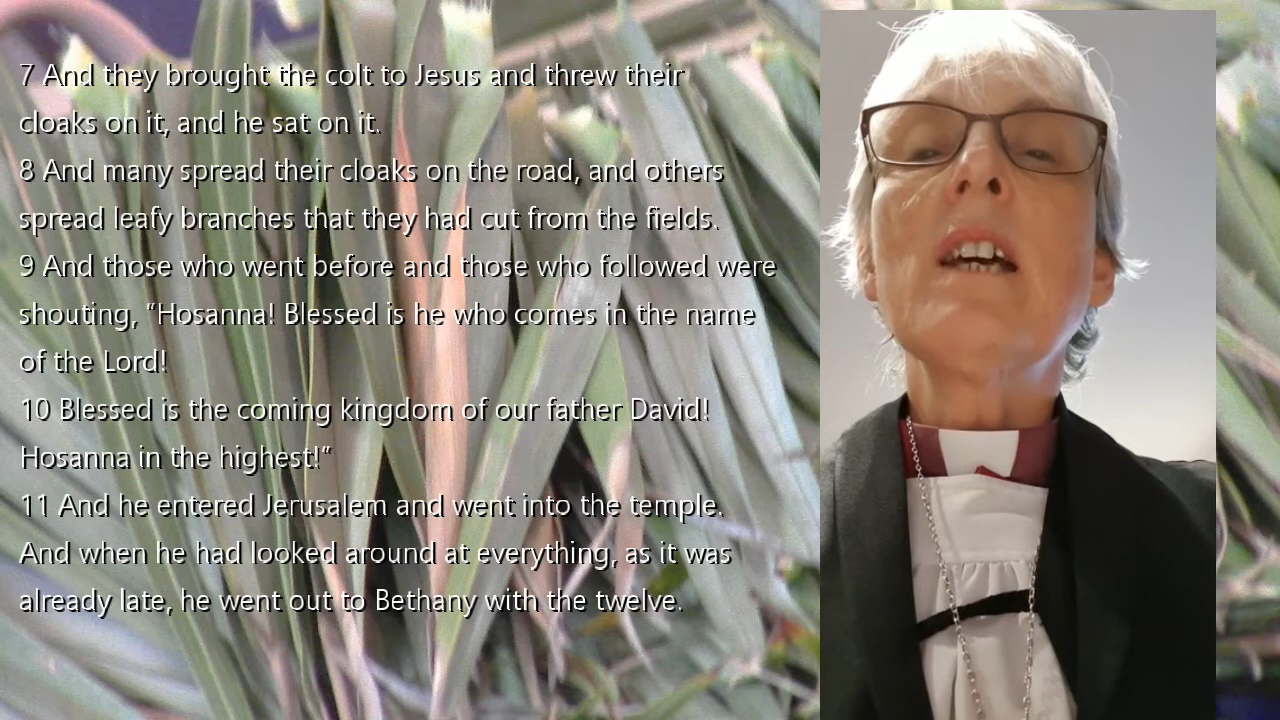 7 And they brought the colt to Jesus and threw their
cloaks on it, and he sat on it.
8 And many spread their cloaks on the road, and others
spread leafy branches that they had cut from the fields.
9 And those who went before and those who followed were
shouting, “Hosanna! Blessed is he who comes in the name
of the Lord!
10 Blessed is the coming kingdom of our father David!
Hosanna in the highest!”
11 And he entered Jerusalem and went into the temple.
And when he had looked around at everything, as it was
already late, he went out to Bethany with the twelve.